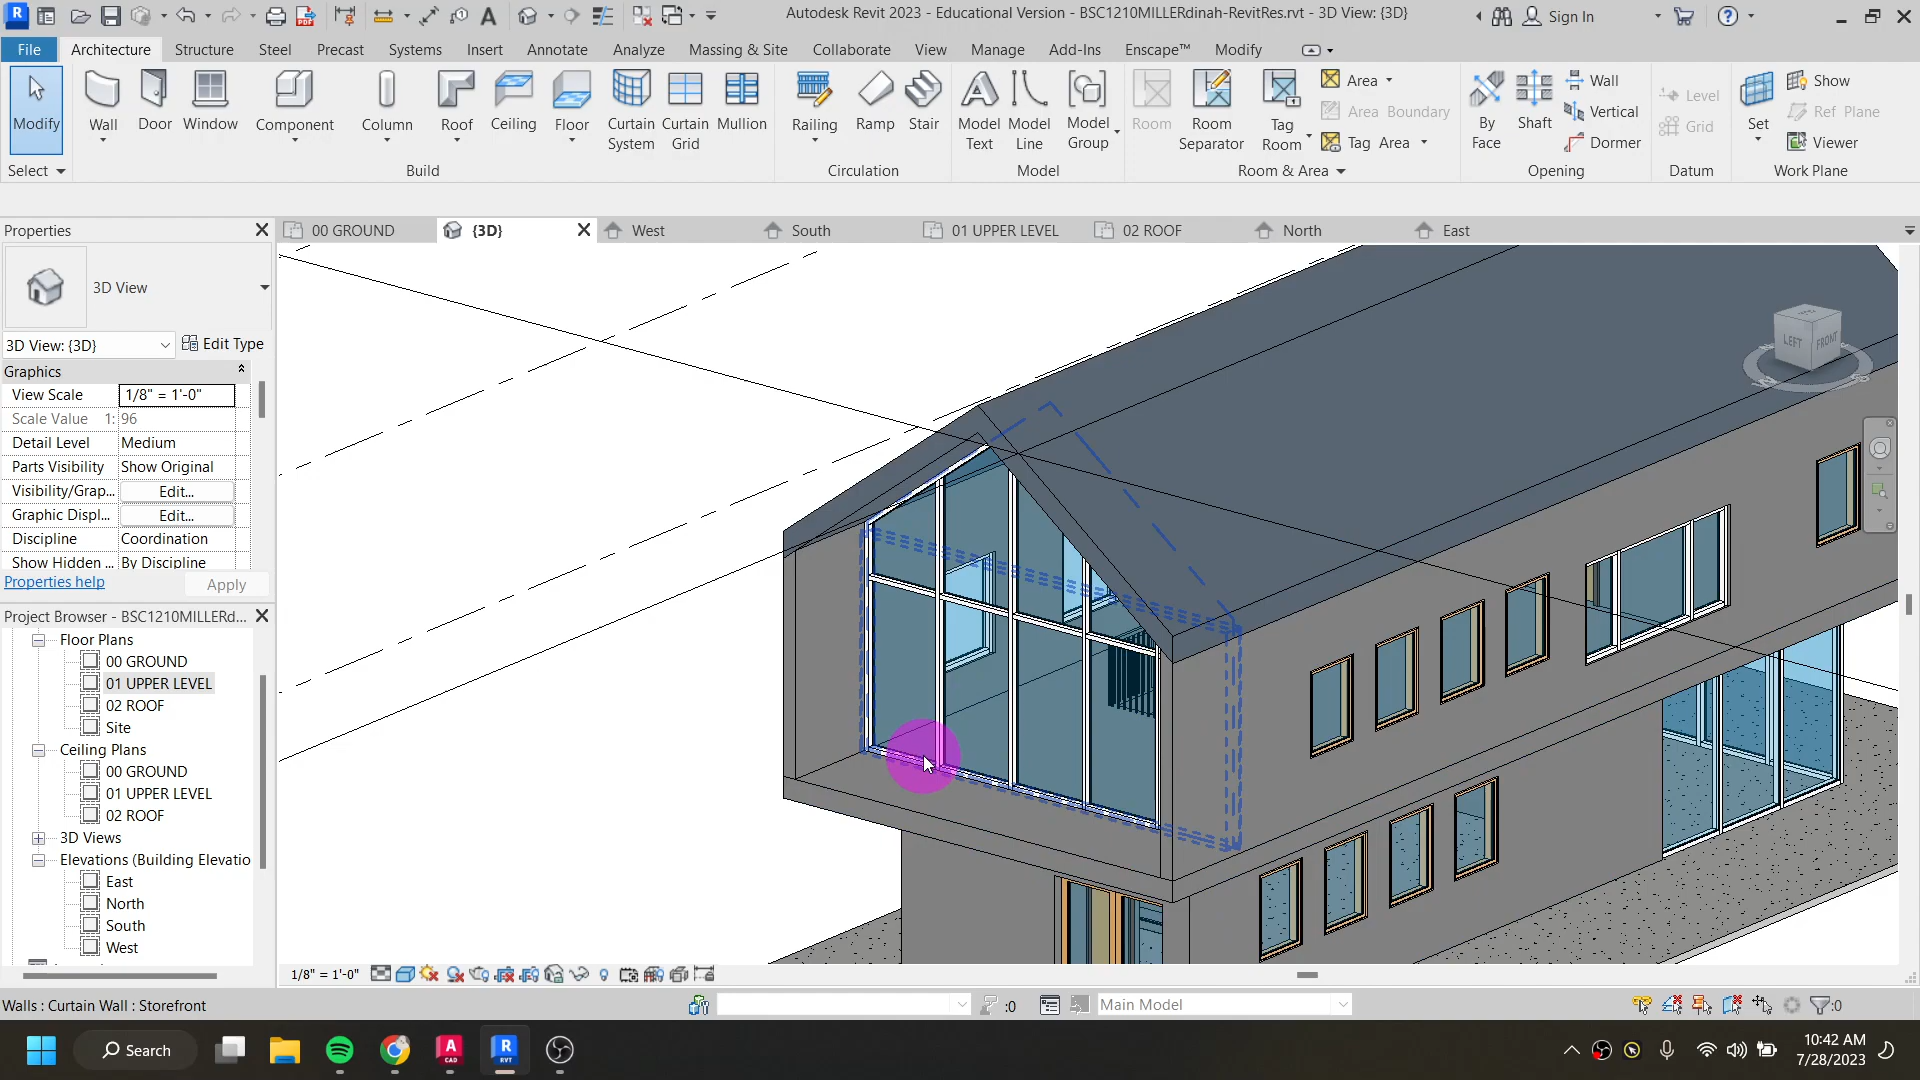 Autodesk Revit 2023 - Educational Version - BSC1210MILLERdinah-RevitRes.rvt - 3D View: {3D}
Sign In
File Architecture Structure Steel Precast Systems Insert Annotate Analyze Massing & Site Collaborate View Manage Add-Ins Enscape™ Modify
Modify
Wall
Door
Window
Component
Column
Roof
Ceiling
Floor
Curtain System
Curtain Grid
Mullion
Railing
Ramp
Stair
Model Text
Model Line
Model Group
Room
Room Separator
Tag Room
Area
Area Boundary
Tag Area
By Face
Shaft
Wall
Vertical
Dormer
Level
Grid
Set
Show
Ref Plane
Viewer
Select
Build
Circulation
Model
Room & Area
Opening
Datum
Work Plane
Properties
00 GROUND
{3D}
West
South
01 UPPER LEVEL
02 ROOF
North
East
3D View
3D View: {3D}
Edit Type
Graphics
View Scale 1/8" = 1'-0"
Scale Value 1: 96
Detail Level Medium
Parts Visibility Show Original
Visibility/Grap... Edit...
Graphic Displ... Edit...
Discipline Coordination
Show Hidden ... By Discipline
Properties help
Apply
Project Browser - BSC1210MILLERd...
Floor Plans
00 GROUND
01 UPPER LEVEL
02 ROOF
Site
Ceiling Plans
00 GROUND
01 UPPER LEVEL
02 ROOF
3D Views
Elevations (Building Elevatio
East
North
South
West
LEFT
FRONT
1/8" = 1'-0"
Walls : Curtain Wall : Storefront
:0
Main Model
:0
Search
10:42 AM
7/28/2023